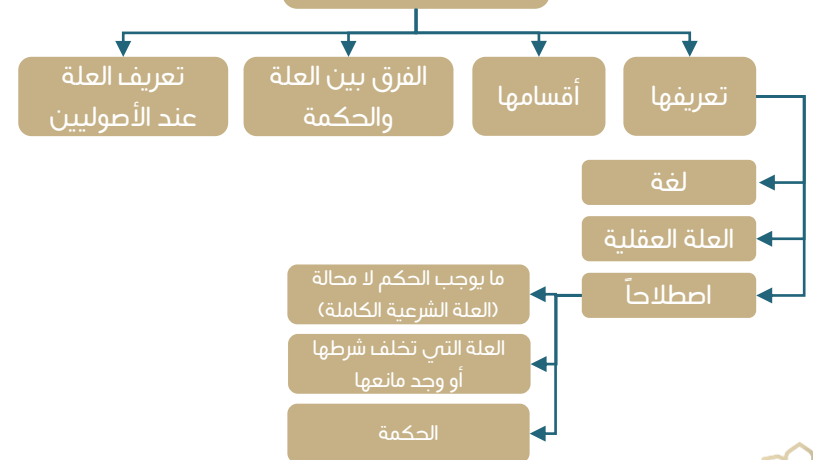 تعريفها
أقسامها
الفرق بين العلة
والحكمة
تعريف العلة
عند الأصوليين
لغة
العلة العقلية
اصطلاحاً
ما يوجب الحكم لا محالة
(العلة الشرعية الكاملة)
العلة التي تخلف شرطها
أو وجد مانعها
الحكمة